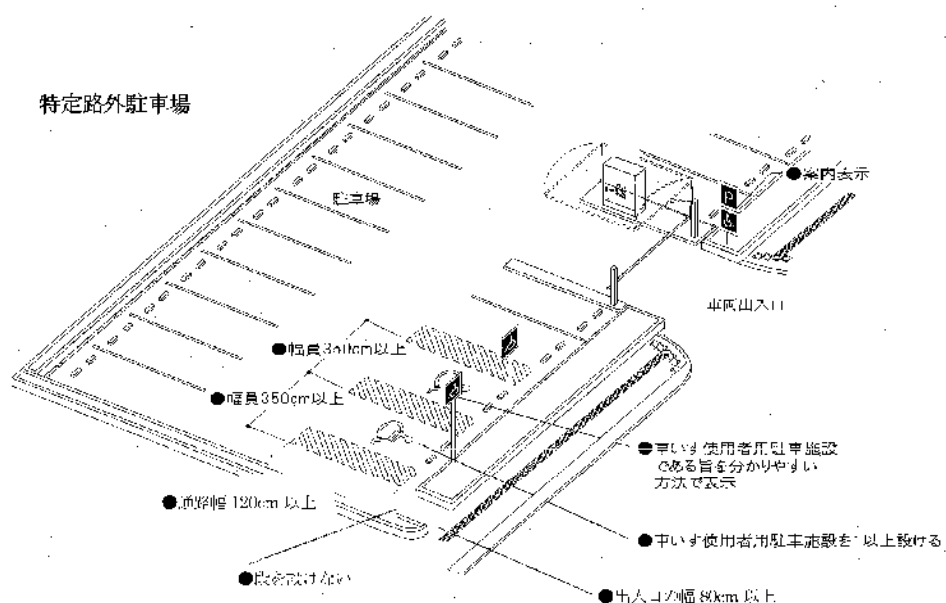 特定路外駐車場
●案内表示
P
駐車場
車両出入口
●幅員350cm以上
●幅員350cm以上
●車いす使用者用駐車施設
である旨を分かりやすい
方法で表示
●通路幅 120cm 以上
●車いす使用者用駐車施設を1以上設ける
●段を設けない
●出入口の幅 80cm 以上